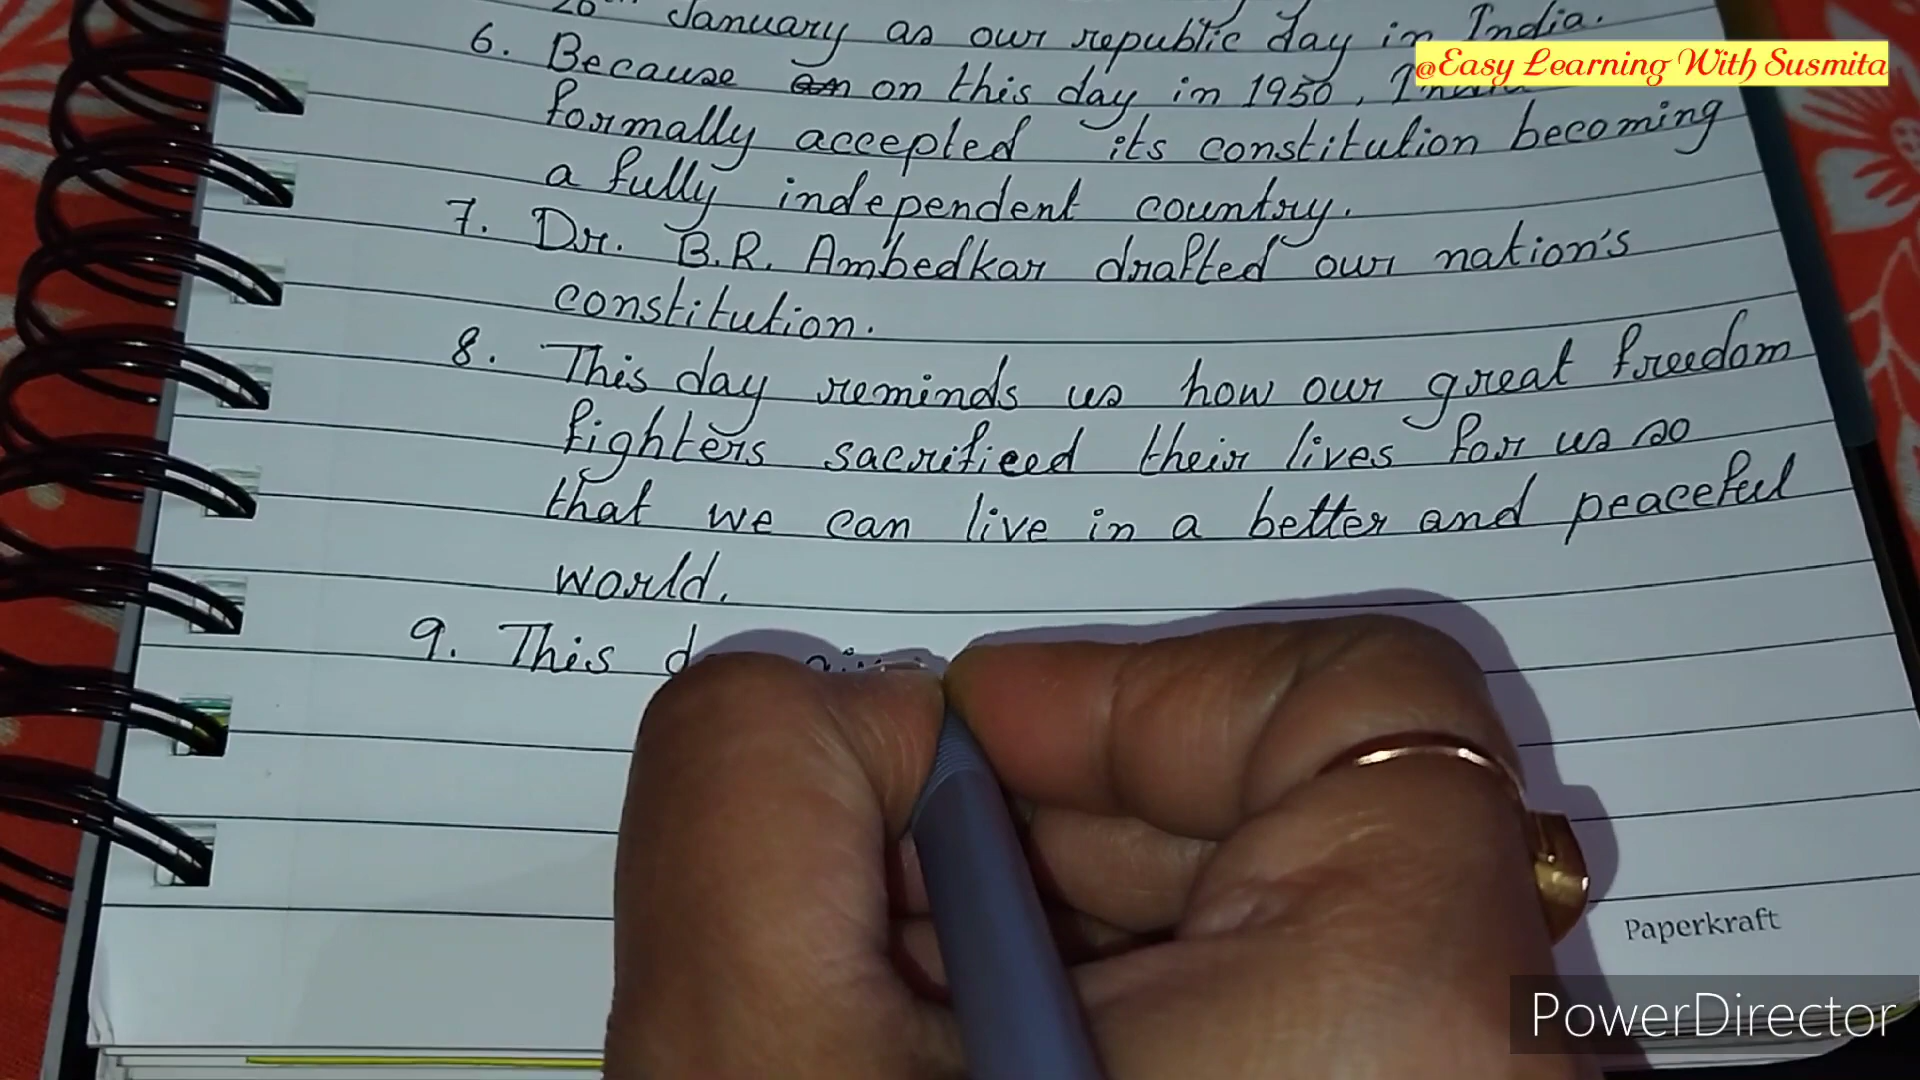 26th January as our republic day in India.
@Easy Learning With Susmita
6. Because on this day in 1950, India
formally accepted its constitution becoming
a fully independent country.
7. Dr. B.R. Ambedkar drafted our nation's
constitution.
8. This day reminds us how our great freedom
fighters sacrificed their lives for us so
that we can live in a better and peaceful
world.
9. This
Paperkraft
PowerDirector